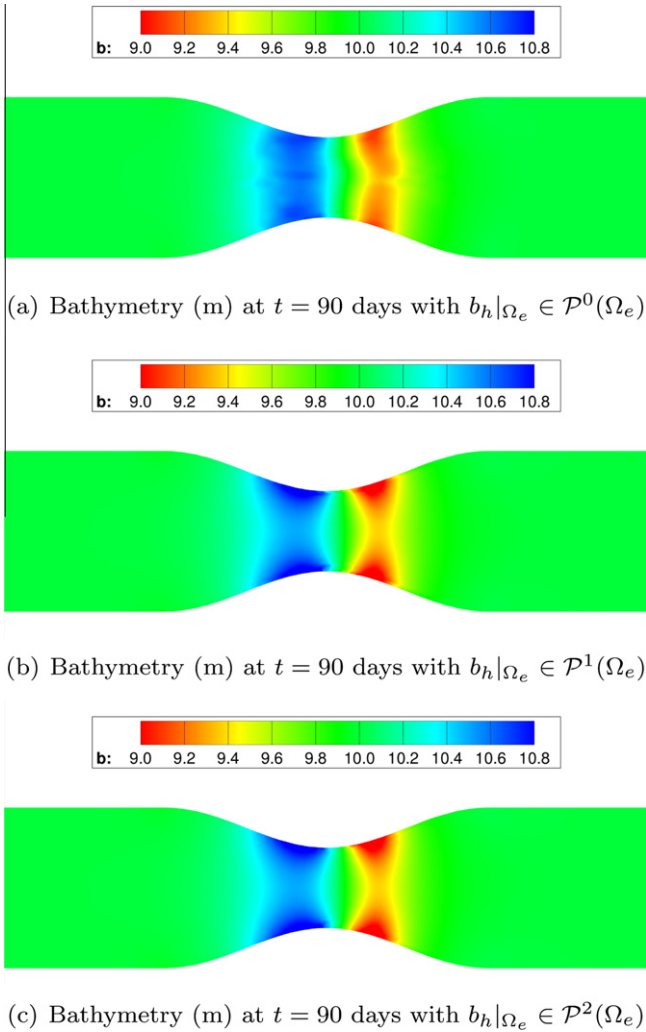 b: 9.0 9.2 9.4 9.6 9.8 10.0 10.2 10.4 10.6 10.8
(a) Bathymetry (m) at t = 90 days with b_h|_{Ω_e} ∈ 𝒫^0(Ω_e)
b: 9.0 9.2 9.4 9.6 9.8 10.0 10.2 10.4 10.6 10.8
(b) Bathymetry (m) at t = 90 days with b_h|_{Ω_e} ∈ 𝒫^1(Ω_e)
b: 9.0 9.2 9.4 9.6 9.8 10.0 10.2 10.4 10.6 10.8
(c) Bathymetry (m) at t = 90 days with b_h|_{Ω_e} ∈ 𝒫^2(Ω_e)